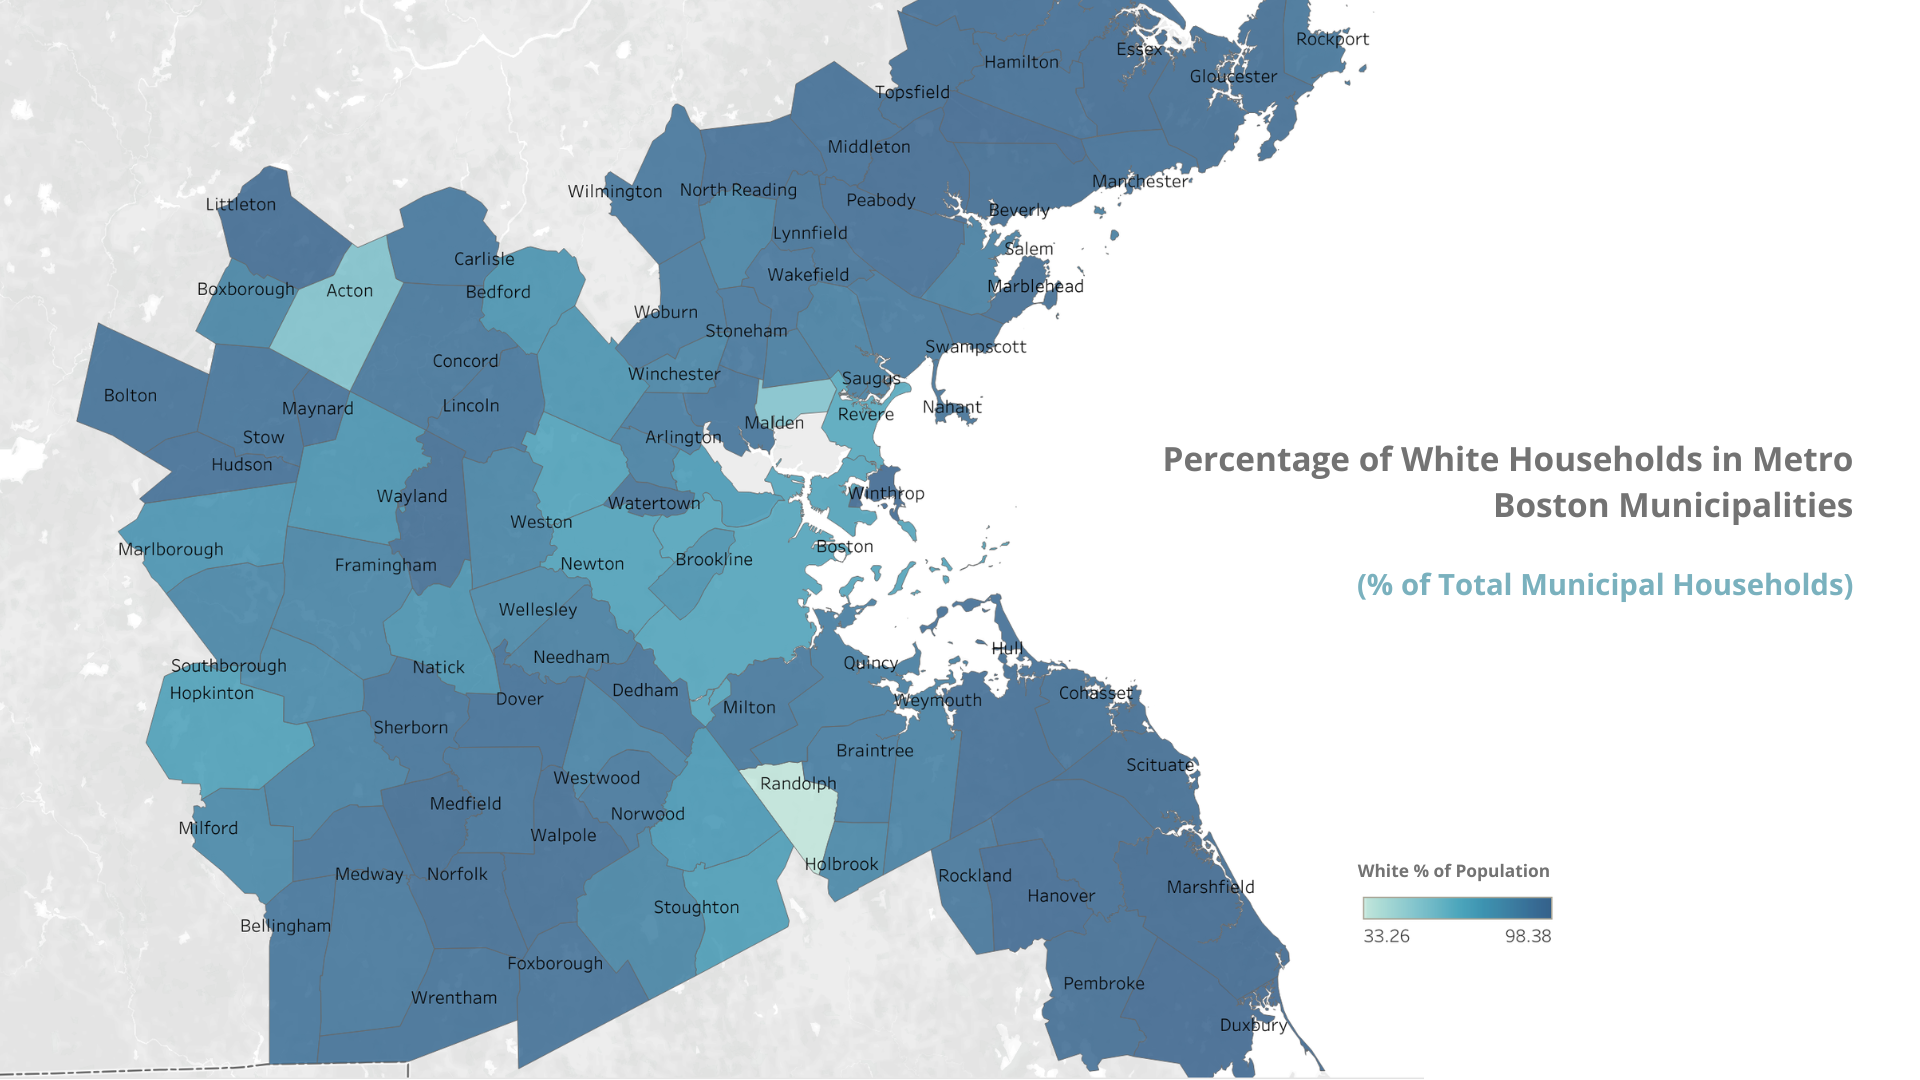 Rockport
Essex
Hamilton
Gloucester
Topsfield
Middleton
Manchester
Wilmington
North Reading
Peabody
Littleton
Beverly
Lynnfield
Salem
Carlisle
Wakefield
Boxborough
Acton
Bedford
Marblehead
Woburn
Stoneham
Swampscott
Concord
Winchester
Saugus
Bolton
Maynard
Lincoln
Nahant
Revere
Malden
Stow
Arlington
Hudson
Percentage of White Households in Metro
Boston Municipalities
Wayland
Winthrop
Watertown
Weston
Marlborough
Boston
Framingham
Newton
Brookline
(% of Total Municipal Households)
Wellesley
Hull
Needham
Southborough
Natick
Quincy
Hopkinton
Dedham
Cohasset
Dover
Weymouth
Milton
Sherborn
Braintree
Scituate
Westwood
Randolph
Medfield
Norwood
Milford
Walpole
Holbrook
White % of Population
Medway
Norfolk
Rockland
Marshfield
Hanover
Stoughton
Bellingham
33.26 98.38
Foxborough
Pembroke
Wrentham
Duxbury